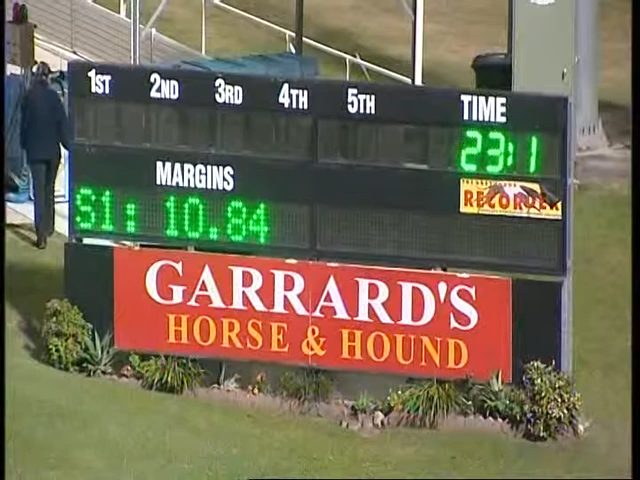 1ST 2ND 3RD 4TH 5TH TIME
23:1
MARGINS
S1: 10.84
RECORDER
GARRARD'S
HORSE & HOUND